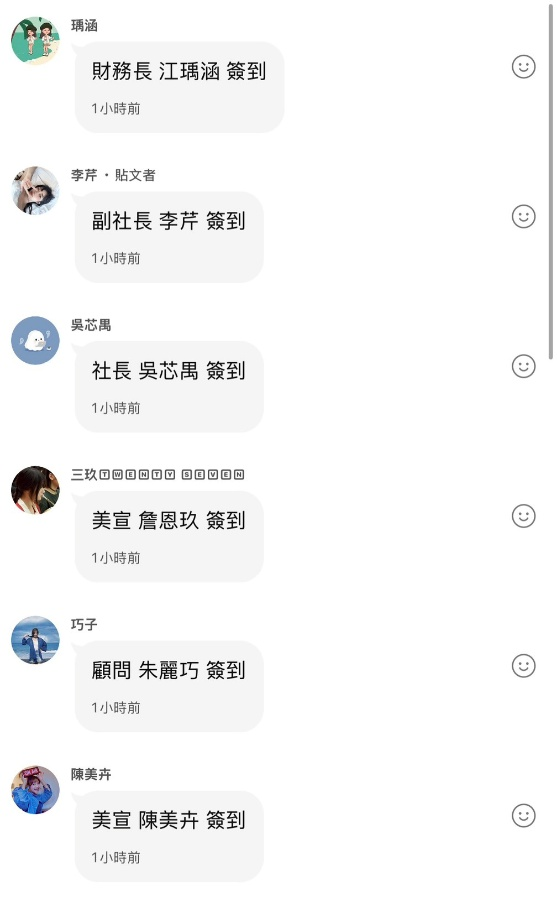 瑀涵
財務長 江瑀涵 簽到
1小時前
李芹・貼文者
副社長 李芹 簽到
1小時前
吳芯禺
社長 吳芯禺 簽到
1小時前
三玖🅃🅆🄴🄽🅃🅈 🅂🄴🅅🄴🄽
美宣 詹恩玖 簽到
1小時前
巧子
顧問 朱麗巧 簽到
1小時前
陳美卉
美宣 陳美卉 簽到
1小時前